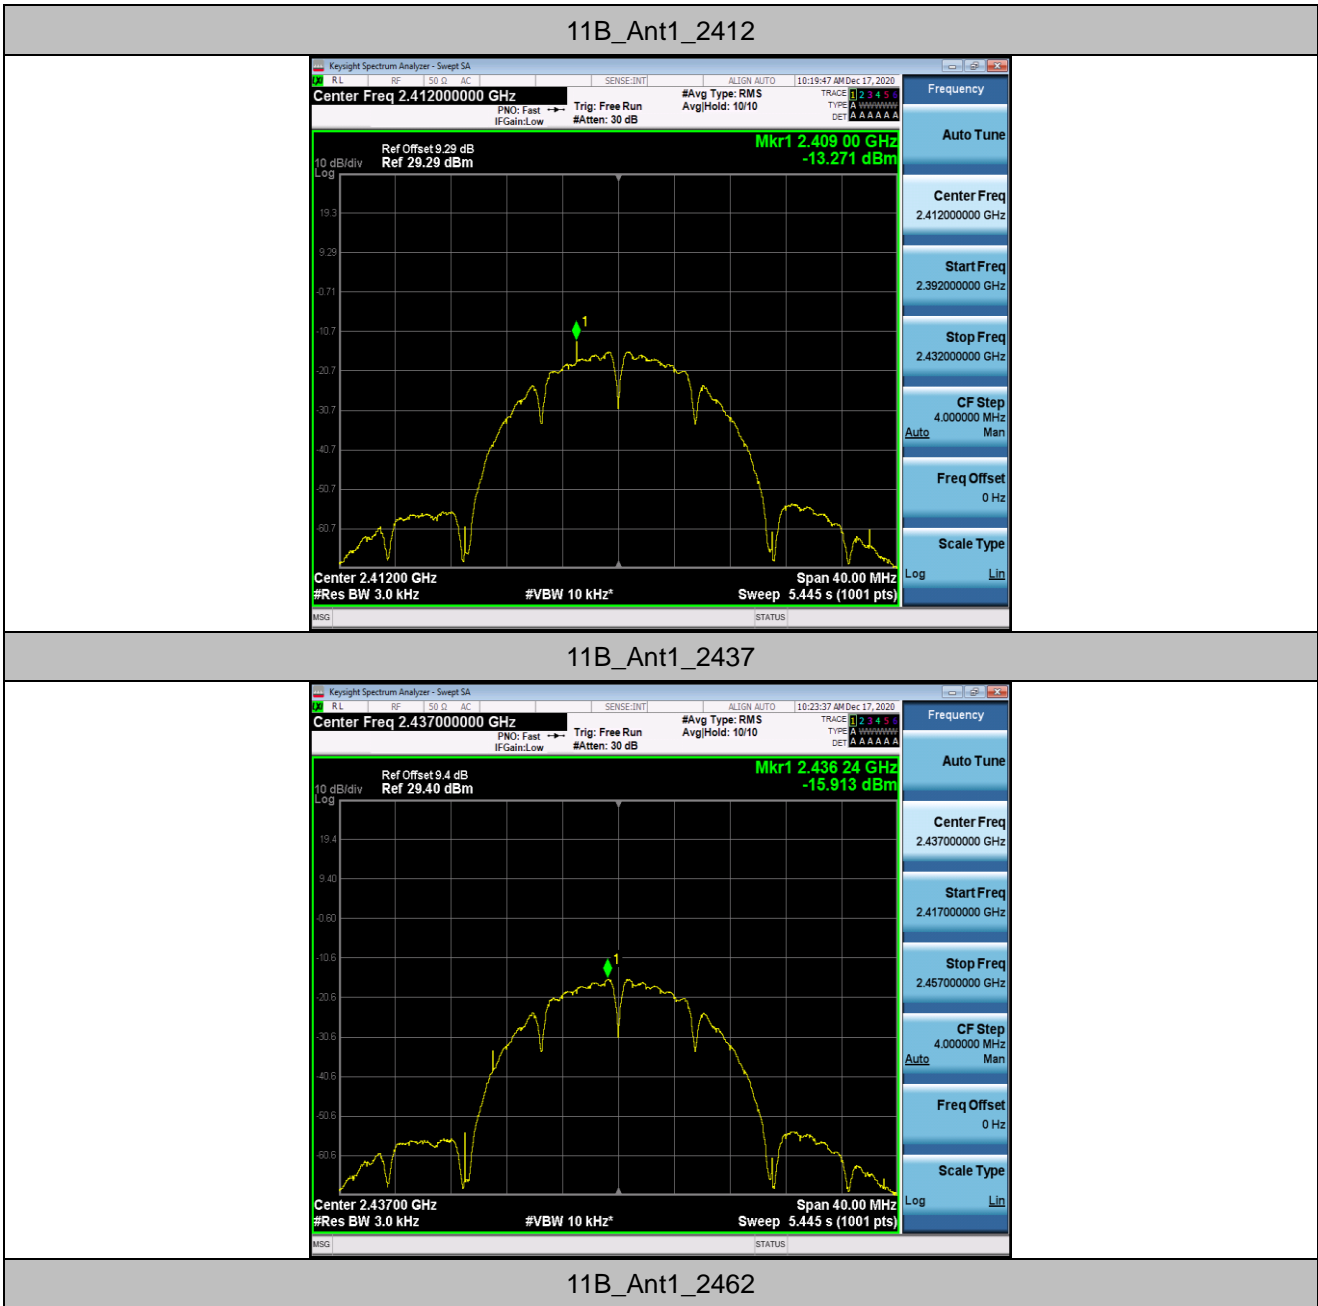 11B_Ant1_2412
Keysight Spectrum Analyzer - Swept SA
RL RF 50 Ω AC SENSE:INT ALIGN AUTO 10:19:47 AM Dec 17, 2020
Center Freq 2.412000000 GHz
PNO: Fast
IFGain:Low
Trig: Free Run
#Atten: 30 dB
#Avg Type: RMS
Avg|Hold: 10/10
TRACE 1 2 3 4 5 6
TYPE A WWWWW
DET A A A A A A
Mkr1 2.409 00 GHz
-13.271 dBm
Ref Offset 9.29 dB
10 dB/div Ref 29.29 dBm
Log
19.3
9.29
-0.71
-10.7
-20.7
-30.7
-40.7
-50.7
-60.7
1
Center 2.41200 GHz Span 40.00 MHz
#Res BW 3.0 kHz #VBW 10 kHz* Sweep 5.445 s (1001 pts)
MSG STATUS
Frequency
Auto Tune
Center Freq
2.412000000 GHz
Start Freq
2.392000000 GHz
Stop Freq
2.432000000 GHz
CF Step
4.000000 MHz
Auto Man
Freq Offset
0 Hz
Scale Type
Log Lin
11B_Ant1_2437
Keysight Spectrum Analyzer - Swept SA
RL RF 50 Ω AC SENSE:INT ALIGN AUTO 10:23:37 AM Dec 17, 2020
Center Freq 2.437000000 GHz
PNO: Fast
IFGain:Low
Trig: Free Run
#Atten: 30 dB
#Avg Type: RMS
Avg|Hold: 10/10
TRACE 1 2 3 4 5 6
TYPE A WWWWW
DET A A A A A A
Mkr1 2.436 24 GHz
-15.913 dBm
Ref Offset 9.4 dB
10 dB/div Ref 29.40 dBm
Log
19.4
9.40
-0.60
-10.6
-20.6
-30.6
-40.6
-50.6
-60.6
1
Center 2.43700 GHz Span 40.00 MHz
#Res BW 3.0 kHz #VBW 10 kHz* Sweep 5.445 s (1001 pts)
MSG STATUS
Frequency
Auto Tune
Center Freq
2.437000000 GHz
Start Freq
2.417000000 GHz
Stop Freq
2.457000000 GHz
CF Step
4.000000 MHz
Auto Man
Freq Offset
0 Hz
Scale Type
Log Lin
11B_Ant1_2462